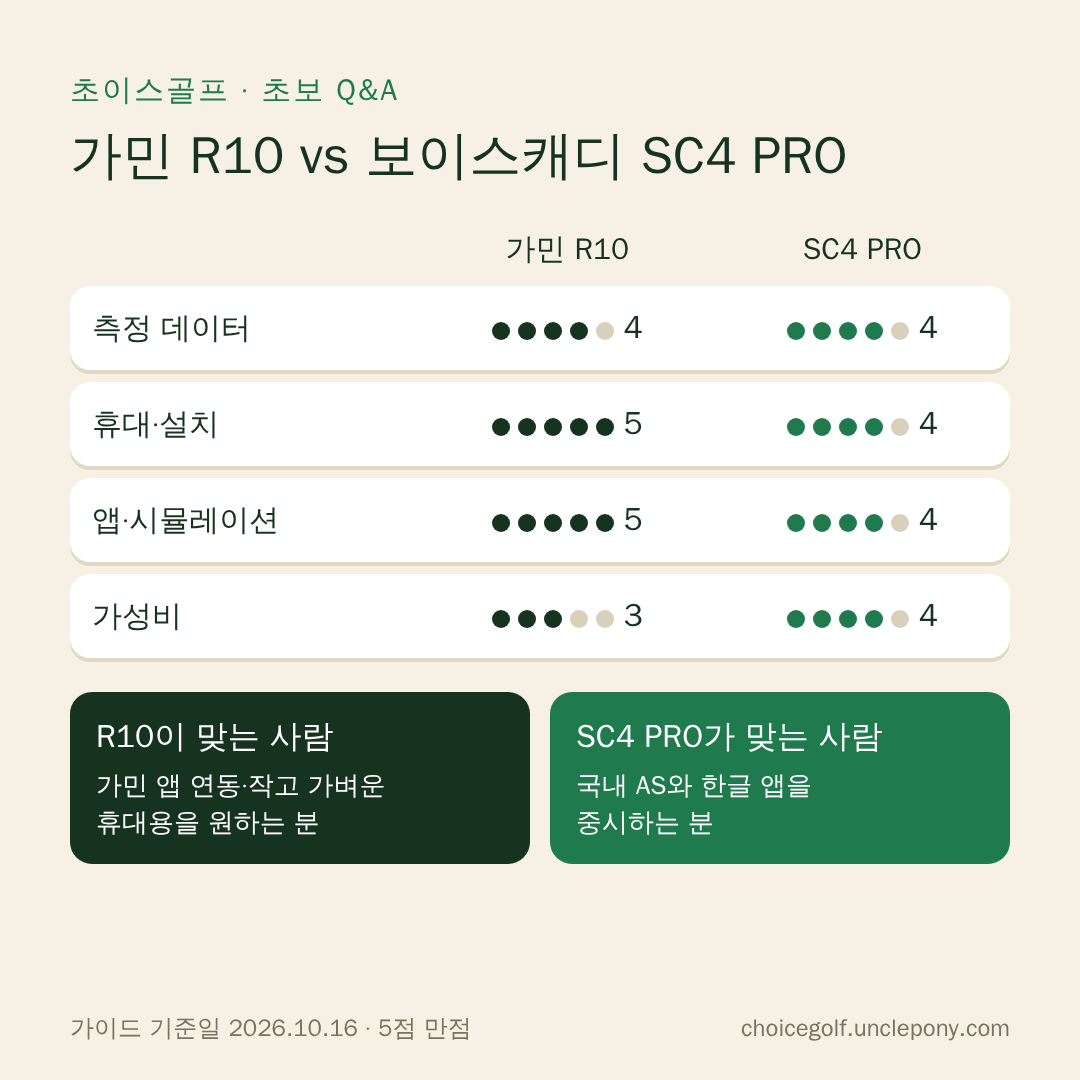 초이스골프 · 초보 Q&A
가민 R10 vs 보이스캐디 SC4 PRO
가민 R10 SC4 PRO
측정 데이터 4 4
휴대·설치 5 4
앱·시뮬레이션 5 4
가성비 3 4
R10이 맞는 사람
가민 앱 연동·작고 가벼운
휴대용을 원하는 분
SC4 PRO가 맞는 사람
국내 AS와 한글 앱을
중시하는 분
가이드 기준일 2026.10.16 · 5점 만점
choicegolf.unclepony.com